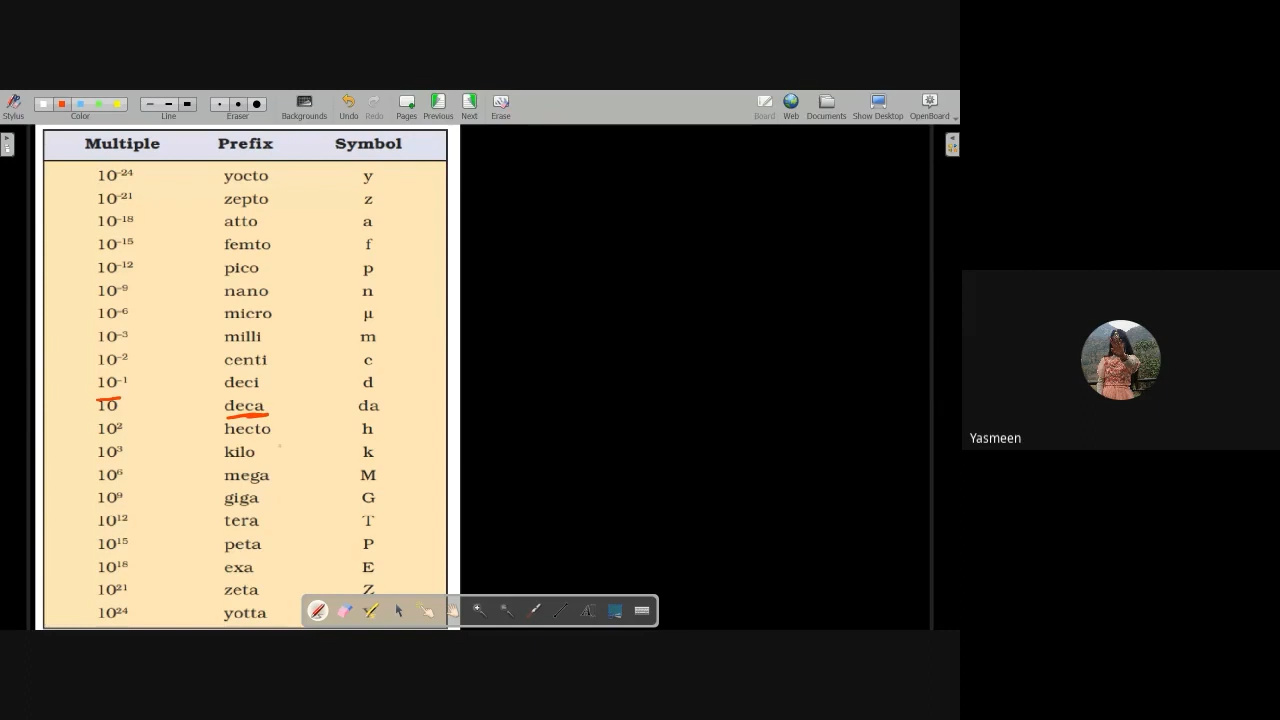 Stylus Color Line Eraser Backgrounds Undo Redo Pages Previous Next Erase Board Web Documents Show Desktop OpenBoard
Multiple Prefix Symbol
10⁻²⁴ yocto y
10⁻²¹ zepto z
10⁻¹⁸ atto a
10⁻¹⁵ femto f
10⁻¹² pico p
10⁻⁹ nano n
10⁻⁶ micro μ
10⁻³ milli m
10⁻² centi c
10⁻¹ deci d
10 deca da
10² hecto h
10³ kilo k
10⁶ mega M
10⁹ giga G
10¹² tera T
10¹⁵ peta P
10¹⁸ exa E
10²¹ zeta Z
10²⁴ yotta
Yasmeen